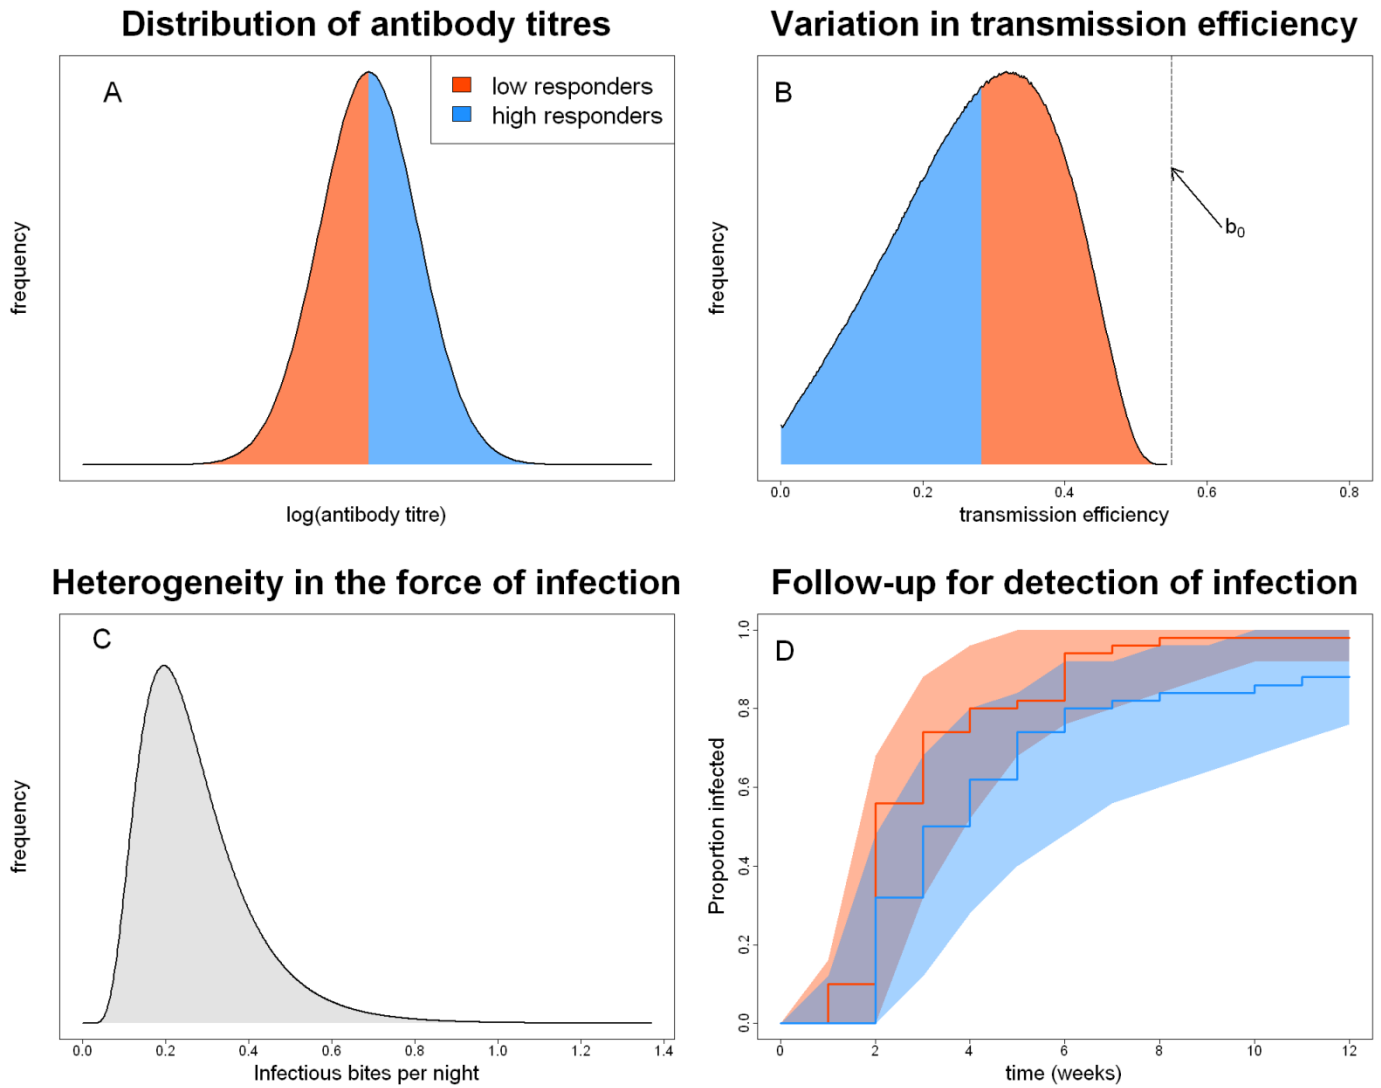 Distribution of antibody titres
A
low responders
high responders
frequency
log(antibody titre)
Variation in transmission efficiency
B
b0
frequency
0.0 0.2 0.4 0.6 0.8
transmission efficiency
Heterogeneity in the force of infection
C
frequency
0.0 0.2 0.4 0.6 0.8 1.0 1.2 1.4
Infectious bites per night
Follow-up for detection of infection
D
Proportion infected
1.0
0.8
0.6
0.4
0.2
0.0
0 2 4 6 8 10 12
time (weeks)